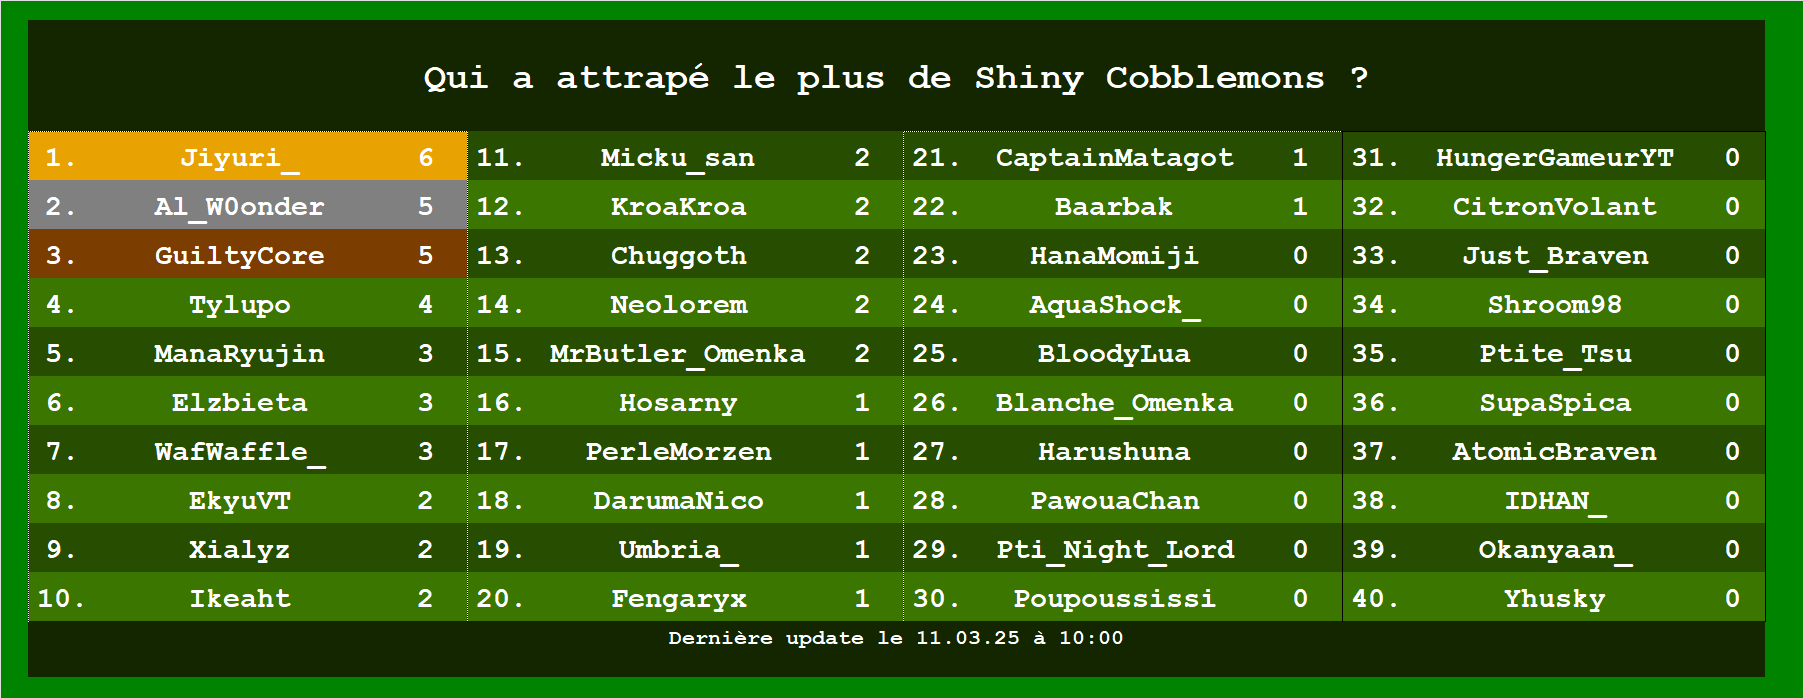 Qui a attrapé le plus de Shiny Cobblemons ?
1. Jiyuri_ 6
2. Al_W0onder 5
3. GuiltyCore 5
4. Tylupo 4
5. ManaRyujin 3
6. Elzbieta 3
7. WafWaffle_ 3
8. EkyuVT 2
9. Xialyz 2
10. Ikeaht 2
11. Micku_san 2
12. KroaKroa 2
13. Chuggoth 2
14. Neolorem 2
15. MrButler_Omenka 2
16. Hosarny 1
17. PerleMorzen 1
18. DarumaNico 1
19. Umbria_ 1
20. Fengaryx 1
21. CaptainMatagot 1
22. Baarbak 1
23. HanaMomiji 0
24. AquaShock_ 0
25. BloodyLua 0
26. Blanche_Omenka 0
27. Harushuna 0
28. PawouaChan 0
29. Pti_Night_Lord 0
30. Poupoussissi 0
31. HungerGameurYT 0
32. CitronVolant 0
33. Just_Braven 0
34. Shroom98 0
35. Ptite_Tsu 0
36. SupaSpica 0
37. AtomicBraven 0
38. IDHAN_ 0
39. Okanyaan_ 0
40. Yhusky 0
Dernière update le 11.03.25 à 10:00